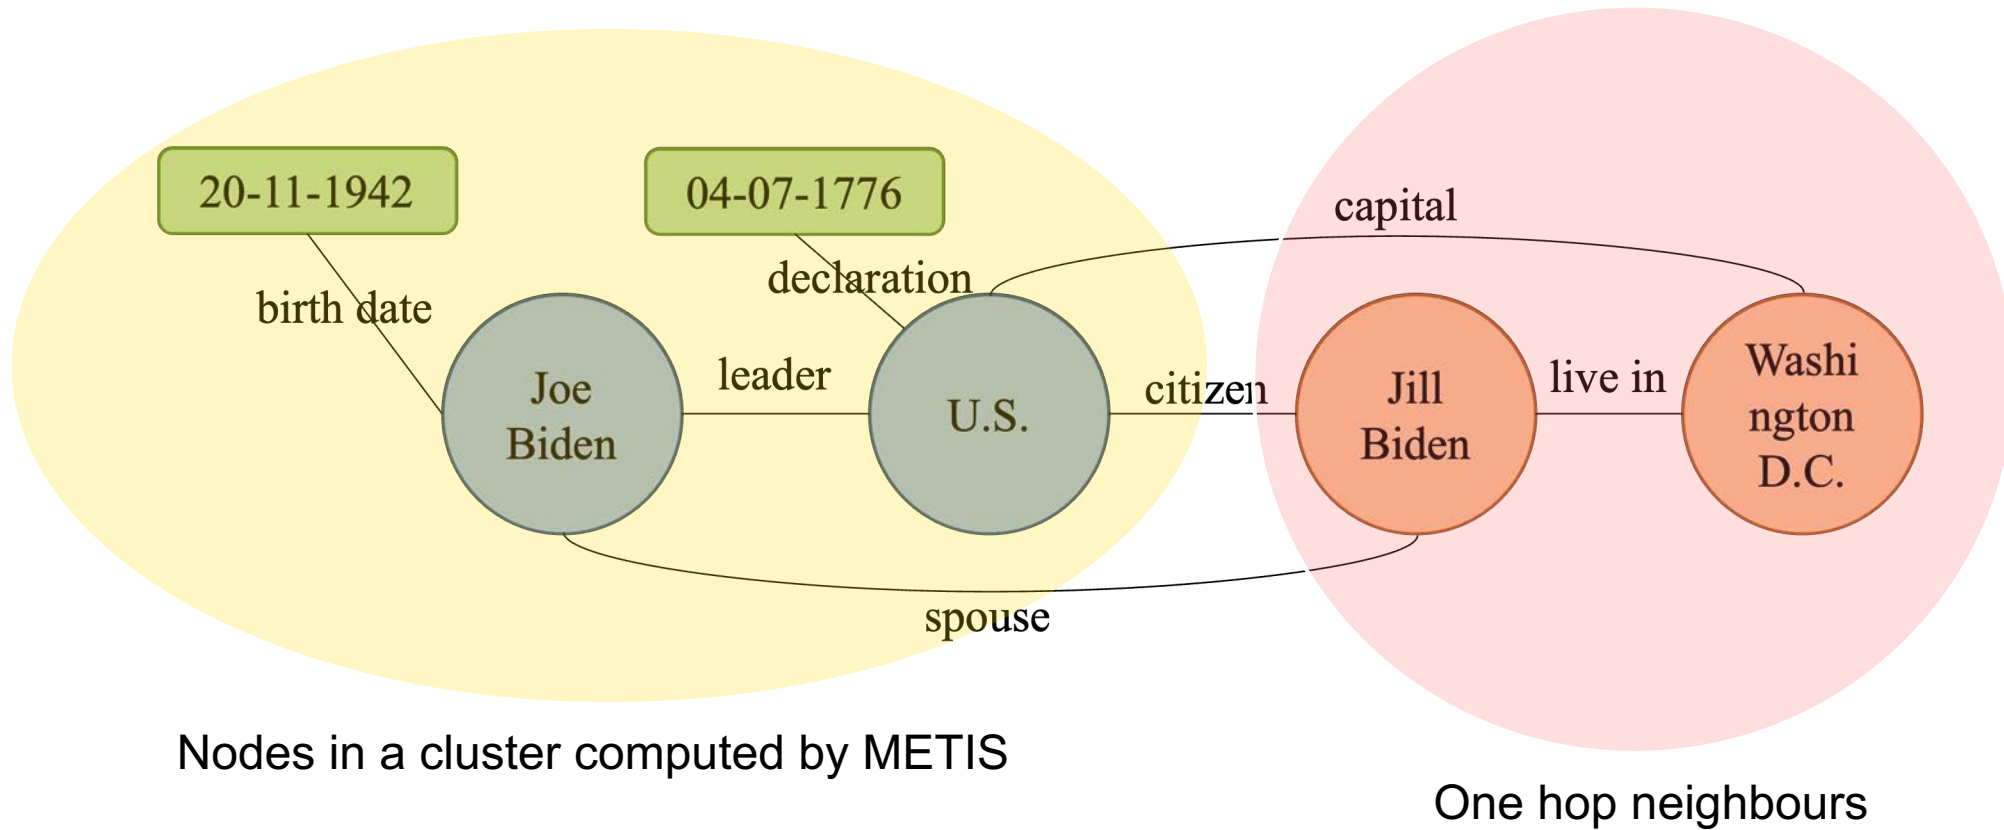 20-11-1942
04-07-1776
capital
declaration
birth date
leader
citizen
live in
Joe
Biden
U.S.
Jill
Biden
Washi
ngton
D.C.
spouse
Nodes in a cluster computed by METIS
One hop neighbours